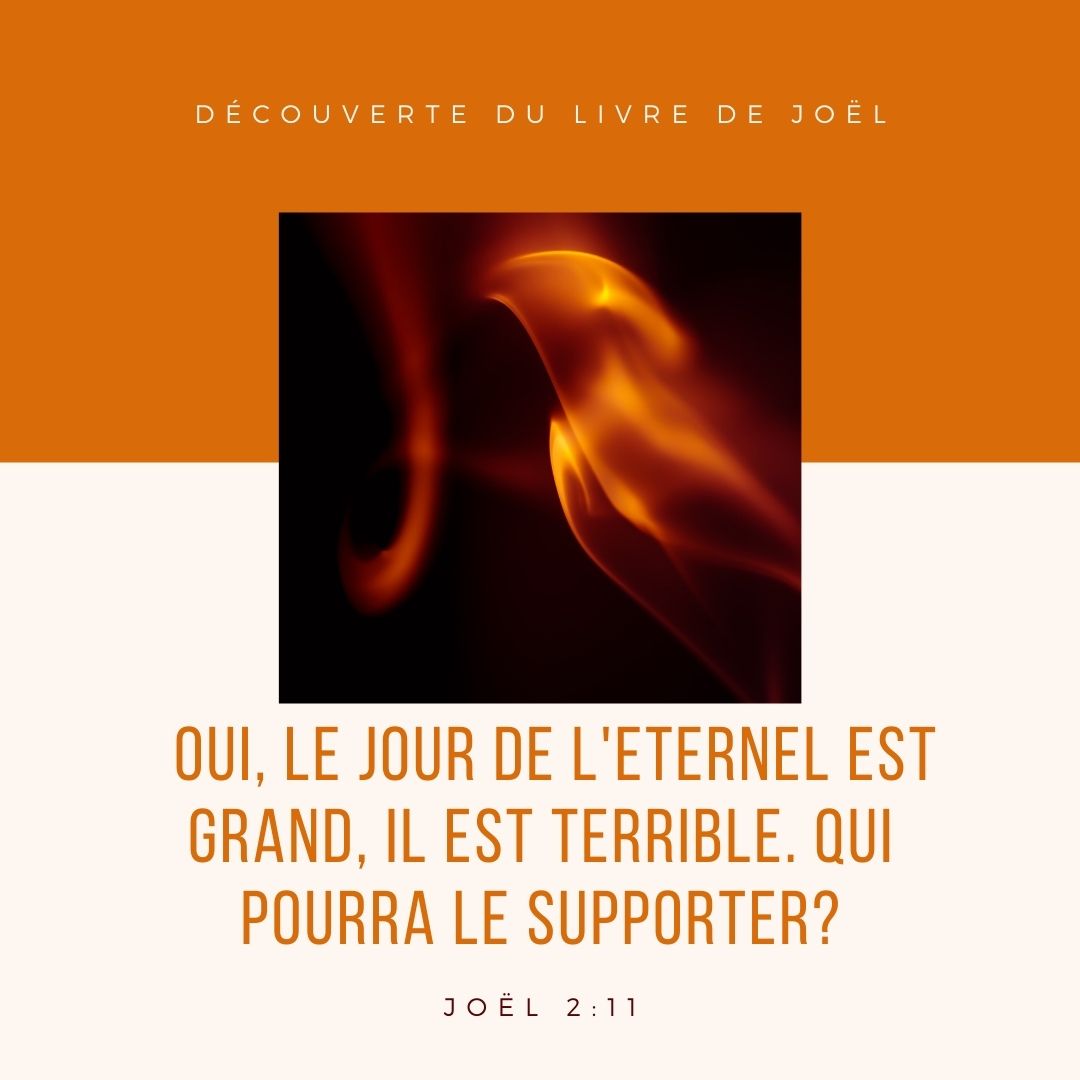 DÉCOUVERTE DU LIVRE DE JOËL
OUI, LE JOUR DE L'ETERNEL EST
GRAND, IL EST TERRIBLE. QUI
POURRA LE SUPPORTER?
JOËL 2:11